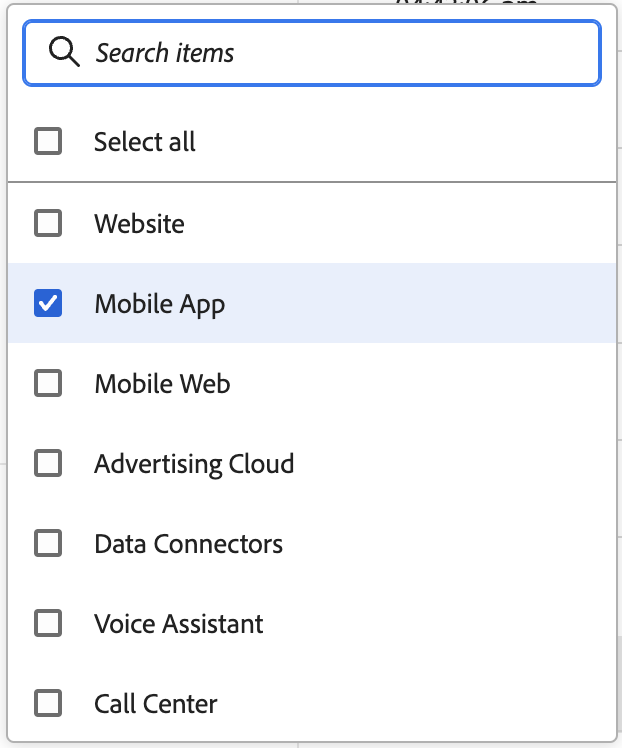 Search items
Select all
Website
Mobile App
Mobile Web
Advertising Cloud
Data Connectors
Voice Assistant
Call Center